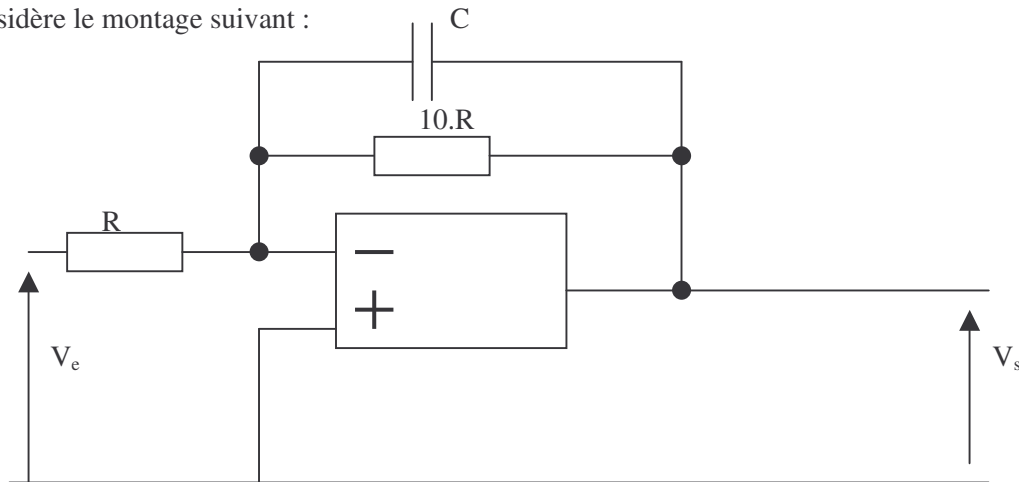 sidère le montage suivant :
C
10.R
R
−
+
Vₑ
Vₛ